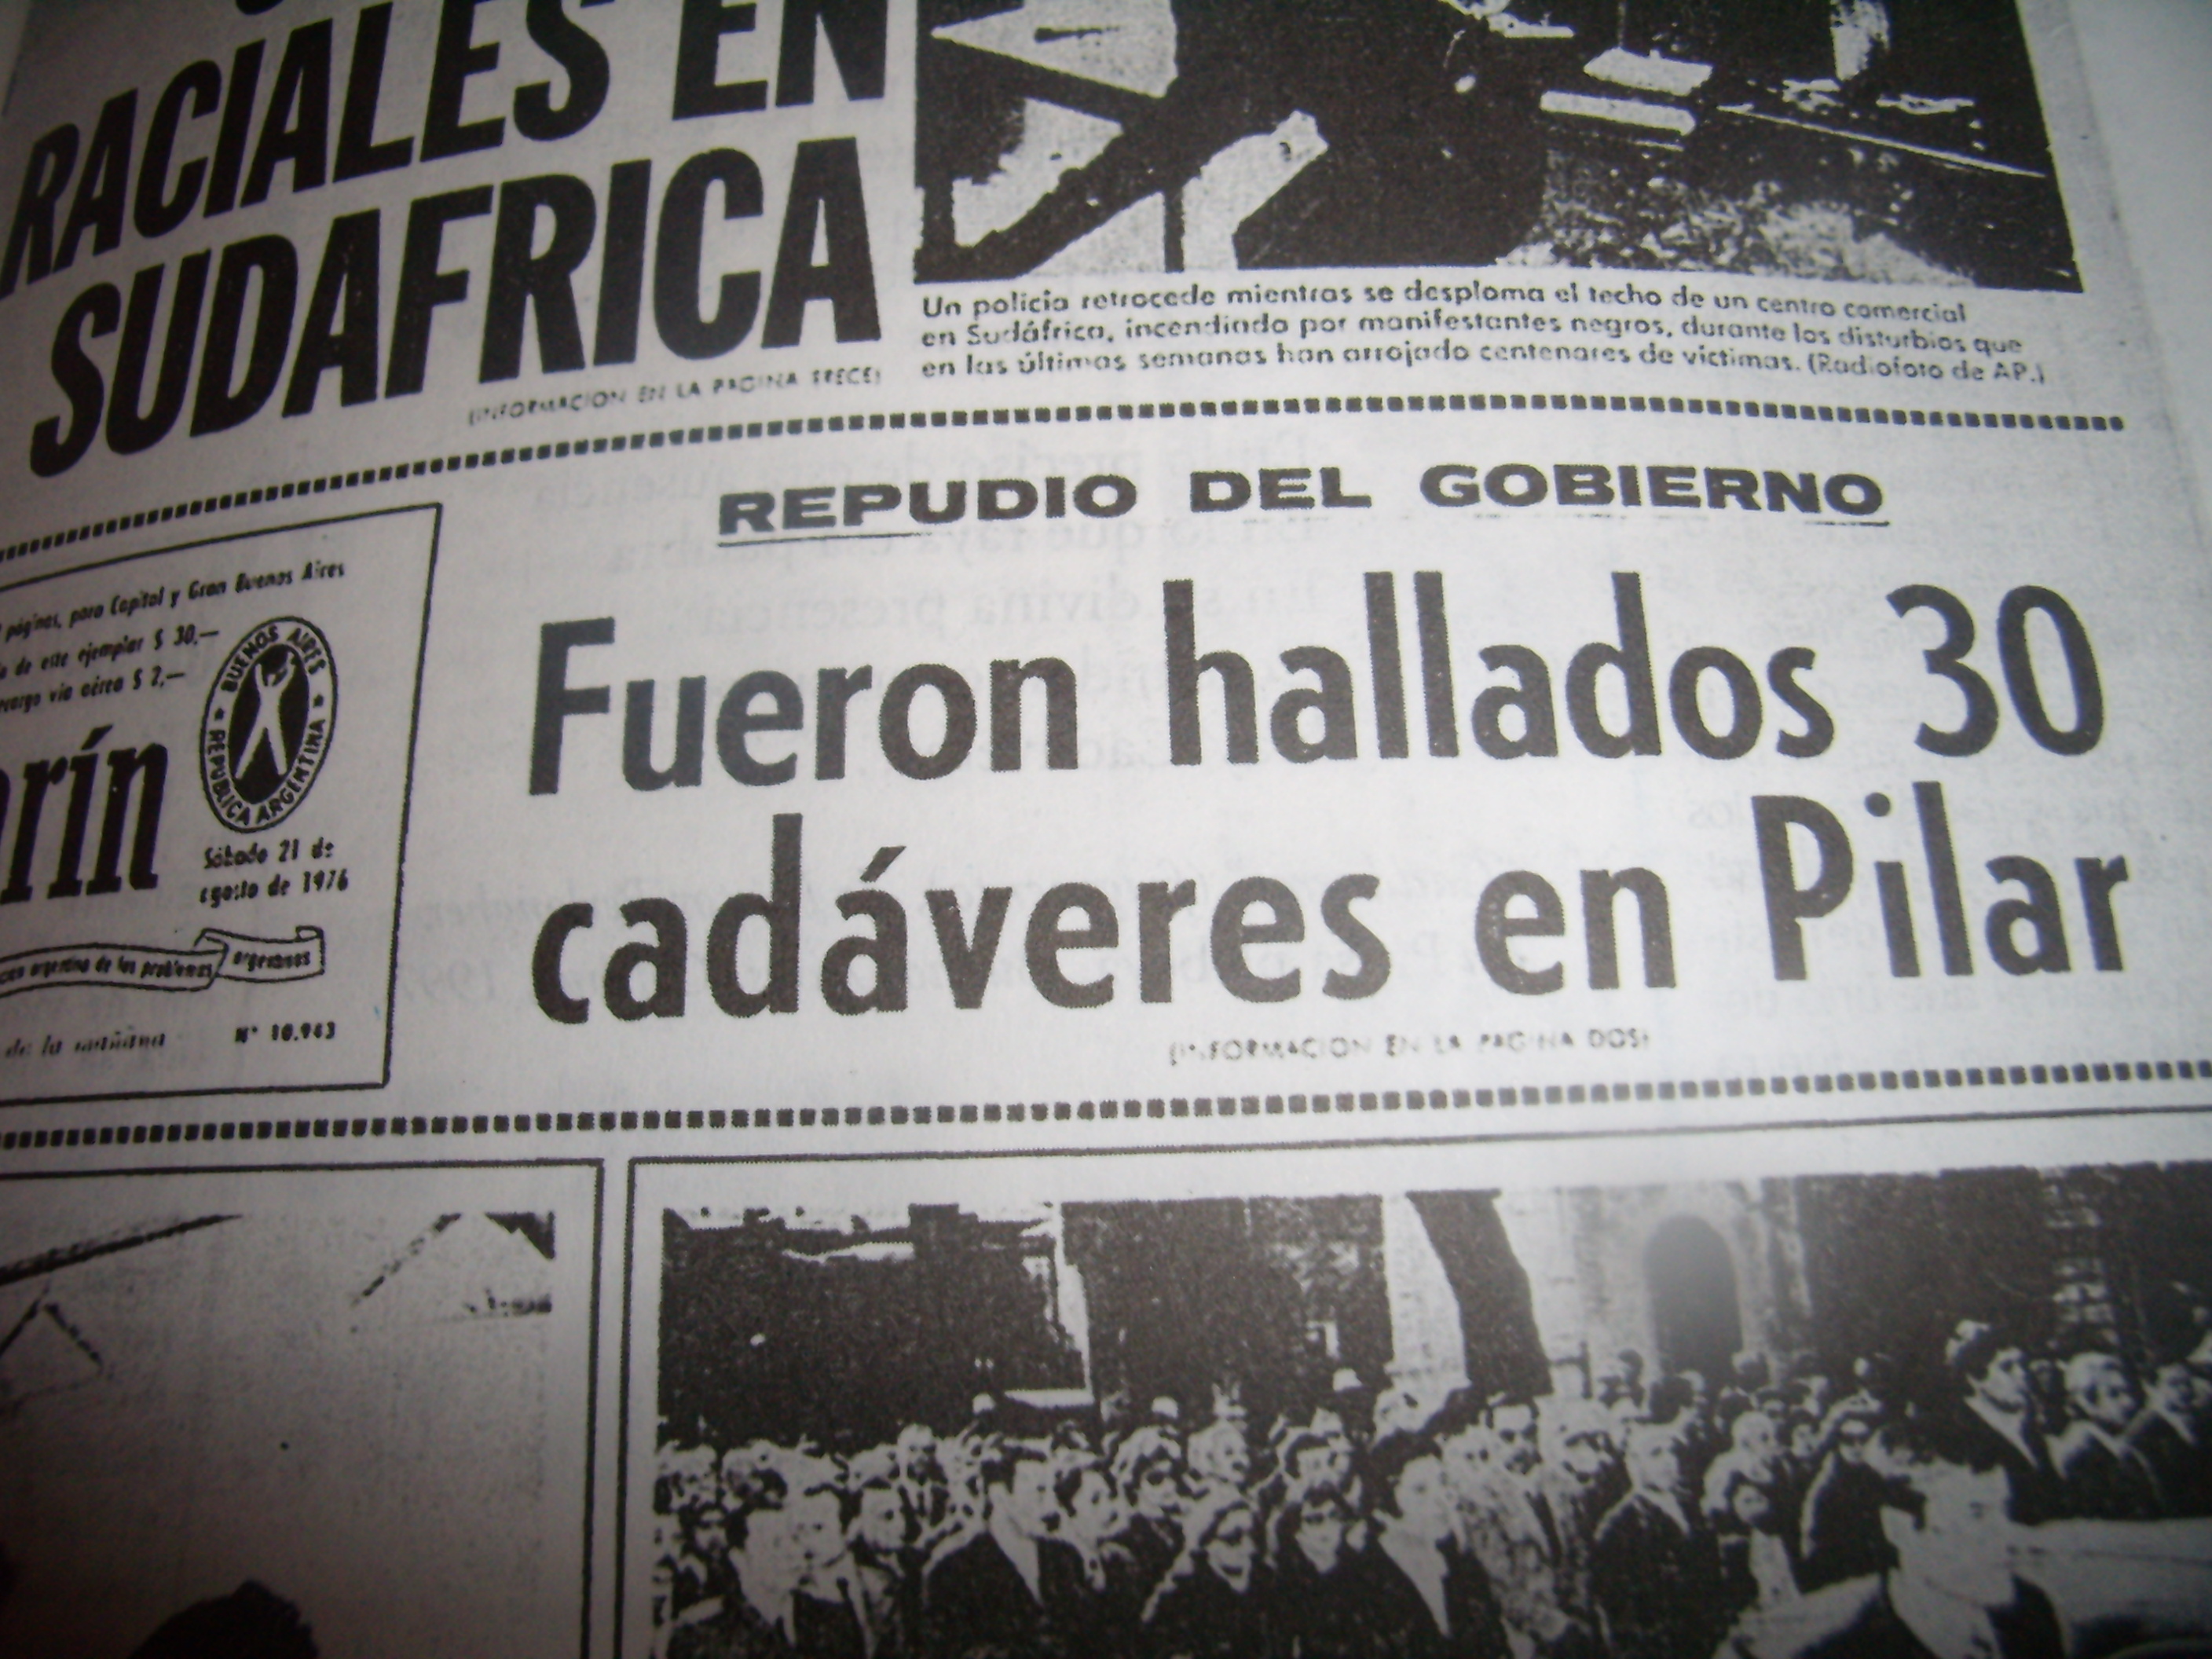 RACIALES EN
SUDAFRICA
(INFORMACION EN LA PAGINA TRECE)
Un policía retrocede mientras se desploma el techo de un centro comercial
en Sudáfrica, incendiado por manifestantes negros, durante los disturbios que
en las últimas semanas han arrojado centenares de víctimas. (Radiofoto de AP.)
páginas, para Capital y Gran Buenos Aires
de este ejemplar $ 30.—
vía aérea $ 2.—
arín
BUENOS AIRES
REPUBLICA ARGENTINA
Sábado 21 de
agosto de 1976
argentina de los problemas argentinos
de la mañana Nº 10.943
REPUDIO DEL GOBIERNO
Fueron hallados 30
cadáveres en Pilar
(INFORMACION EN LA PAGINA DOS)